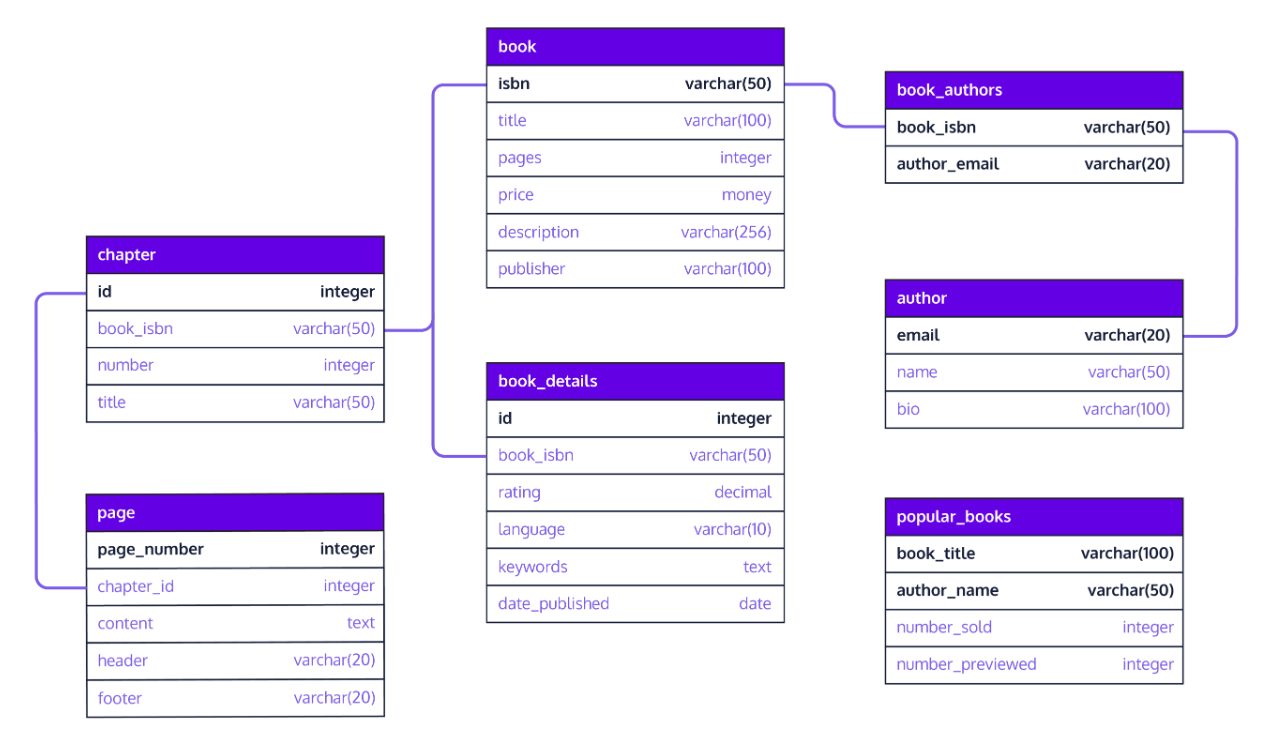 book
isbn varchar(50)
title varchar(100)
pages integer
price money
description varchar(256)
publisher varchar(100)
book_authors
book_isbn varchar(50)
author_email varchar(20)
chapter
id integer
book_isbn varchar(50)
number integer
title varchar(50)
author
email varchar(20)
name varchar(50)
bio varchar(100)
book_details
id integer
book_isbn varchar(50)
rating decimal
language varchar(10)
keywords text
date_published date
page
page_number integer
chapter_id integer
content text
header varchar(20)
footer varchar(20)
popular_books
book_title varchar(100)
author_name varchar(50)
number_sold integer
number_previewed integer